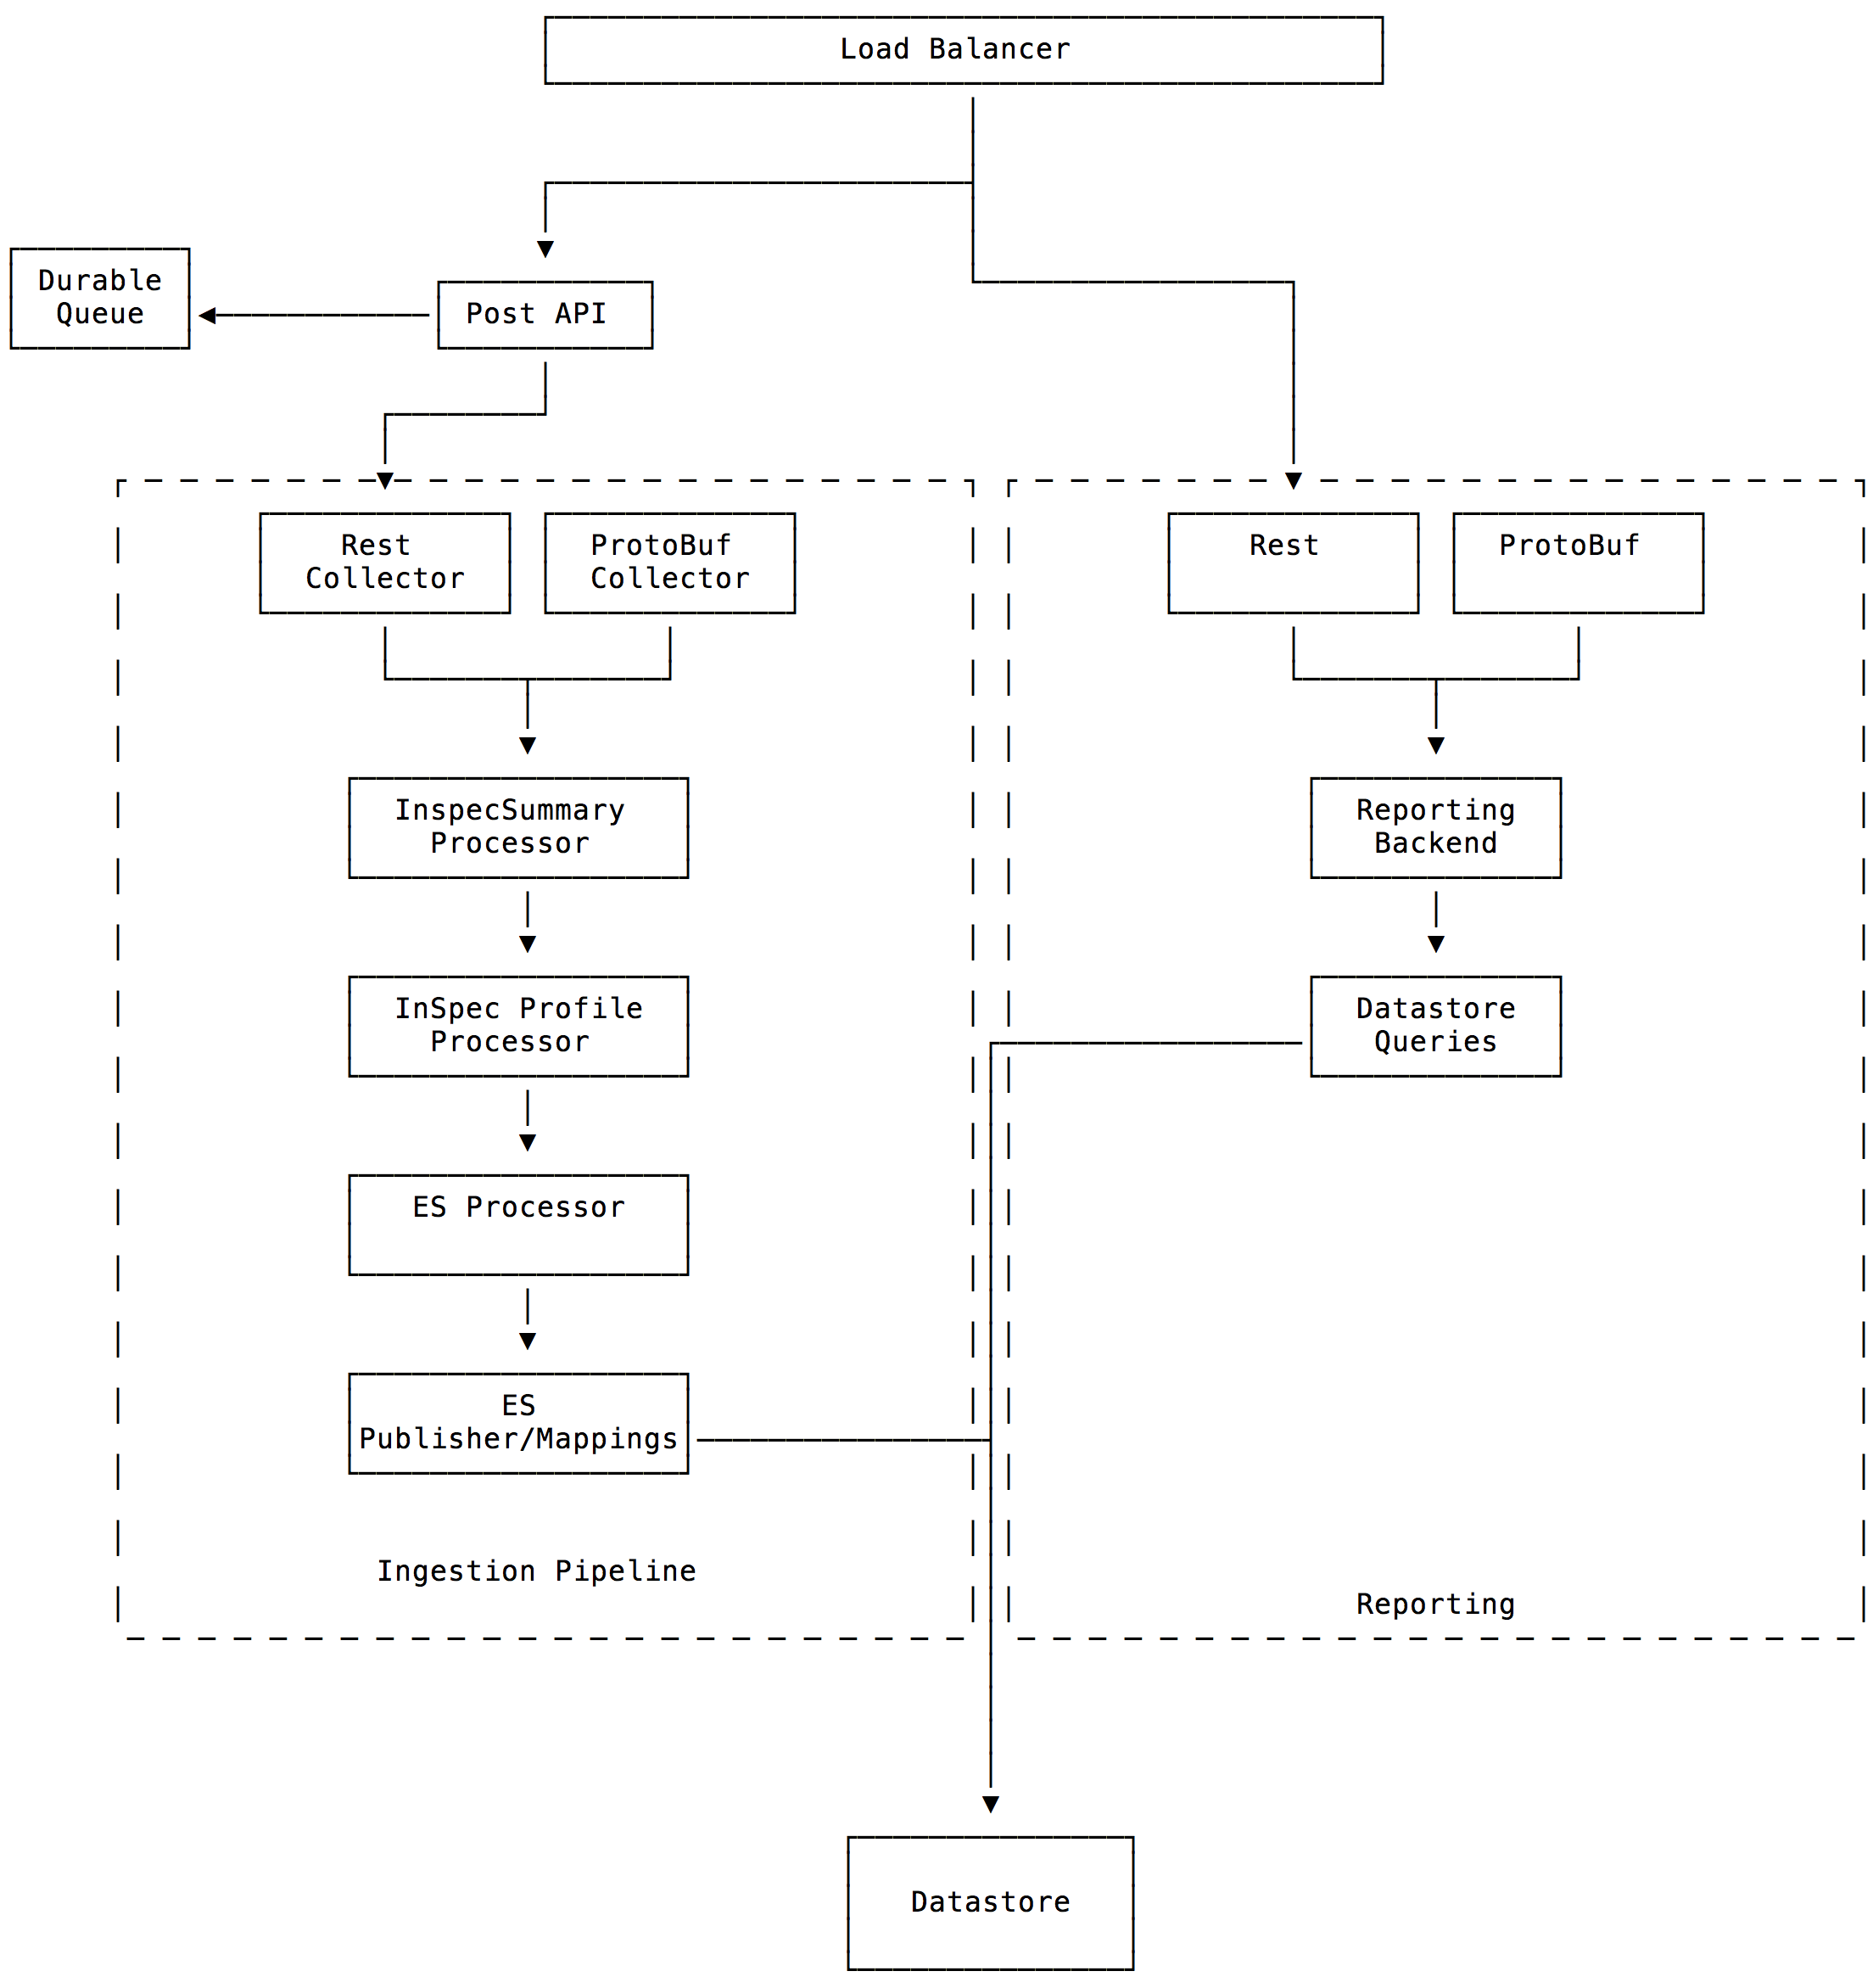 Load Balancer
Durable
Queue
Post API
Rest
Collector
ProtoBuf
Collector
Rest
ProtoBuf
InspecSummary
Processor
Reporting
Backend
InSpec Profile
Processor
Datastore
Queries
ES Processor
ES
Publisher/Mappings
Ingestion Pipeline
Reporting
Datastore